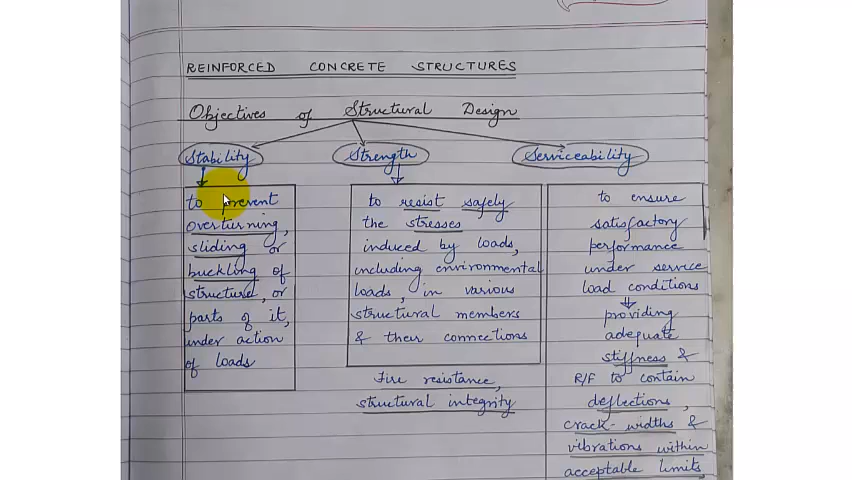 REINFORCED CONCRETE STRUCTURES
Objectives of Structural Design
Stability
to prevent
overturning,
sliding or
buckling of
structure, or
parts of it,
under action
of loads
Strength
to resist safely
the stresses
induced by loads,
including environmental
loads, in various
structural members
& their connections
Fire resistance,
structural integrity
Serviceability
to ensure
satisfactory
performance
under service
load conditions
providing
adequate
stiffness &
R/F to contain
deflections,
crack-widths &
vibrations within
acceptable limits,